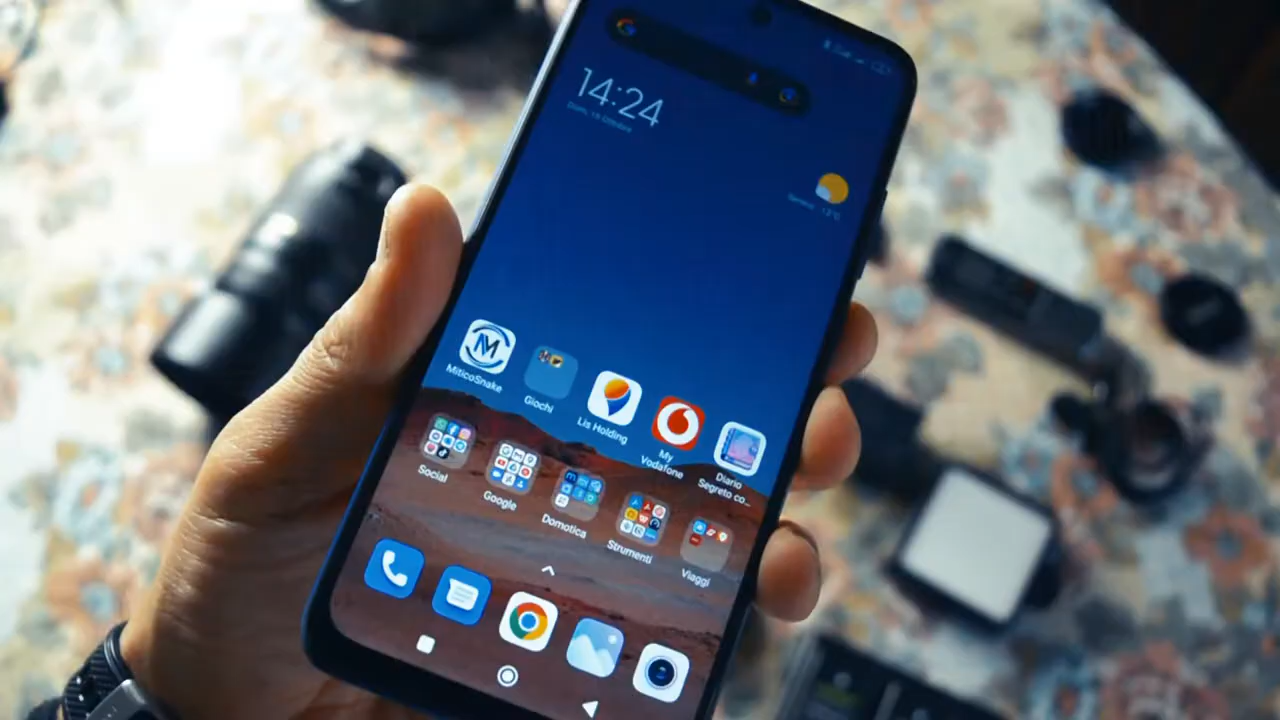 14:24
MiticoSnake
Giochi
Lis Holding
My
Vodafone
Diario
Segreto co...
Social
Google
Domotica
Strumenti
Viaggi